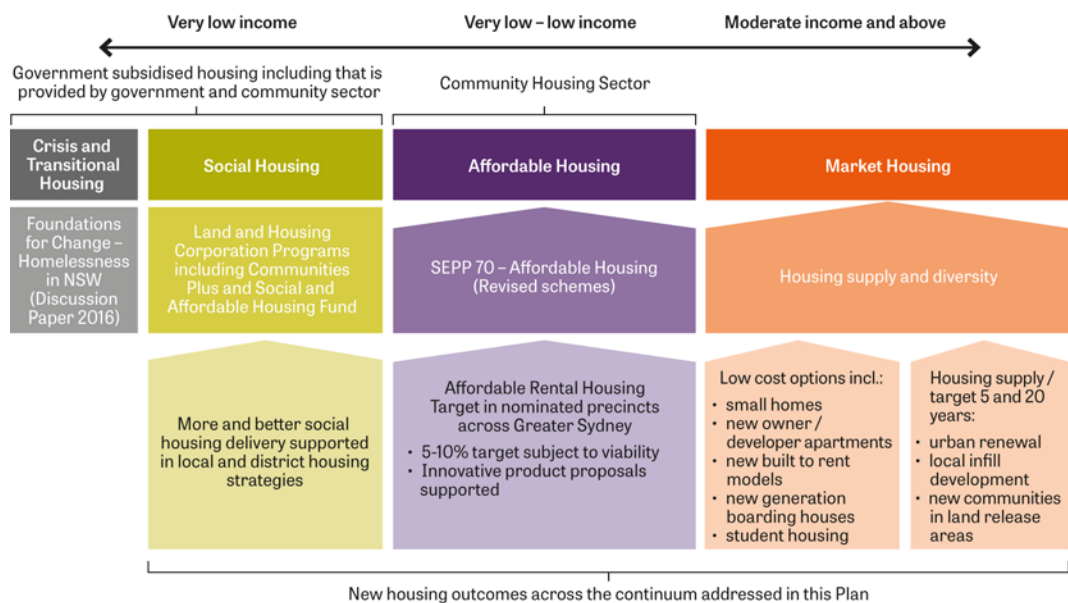 Very low income
Very low – low income
Moderate income and above
Government subsidised housing including that is
provided by government and community sector
Community Housing Sector
Crisis and
Transitional
Housing
Social Housing
Affordable Housing
Market Housing
Foundations
for Change –
Homelessness
in NSW
(Discussion
Paper 2016)
Land and Housing
Corporation Programs
including Communities
Plus and Social and
Affordable Housing Fund
SEPP 70 – Affordable Housing
(Revised schemes)
Housing supply and diversity
More and better social
housing delivery supported
in local and district housing
strategies
Affordable Rental Housing
Target in nominated precincts
across Greater Sydney
• 5-10% target subject to viability
• Innovative product proposals
supported
Low cost options incl.:
• small homes
• new owner /
developer apartments
• new built to rent
models
• new generation
boarding houses
• student housing
Housing supply /
target 5 and 20
years:
• urban renewal
• local infill
development
• new communities
in land release
areas
New housing outcomes across the continuum addressed in this Plan